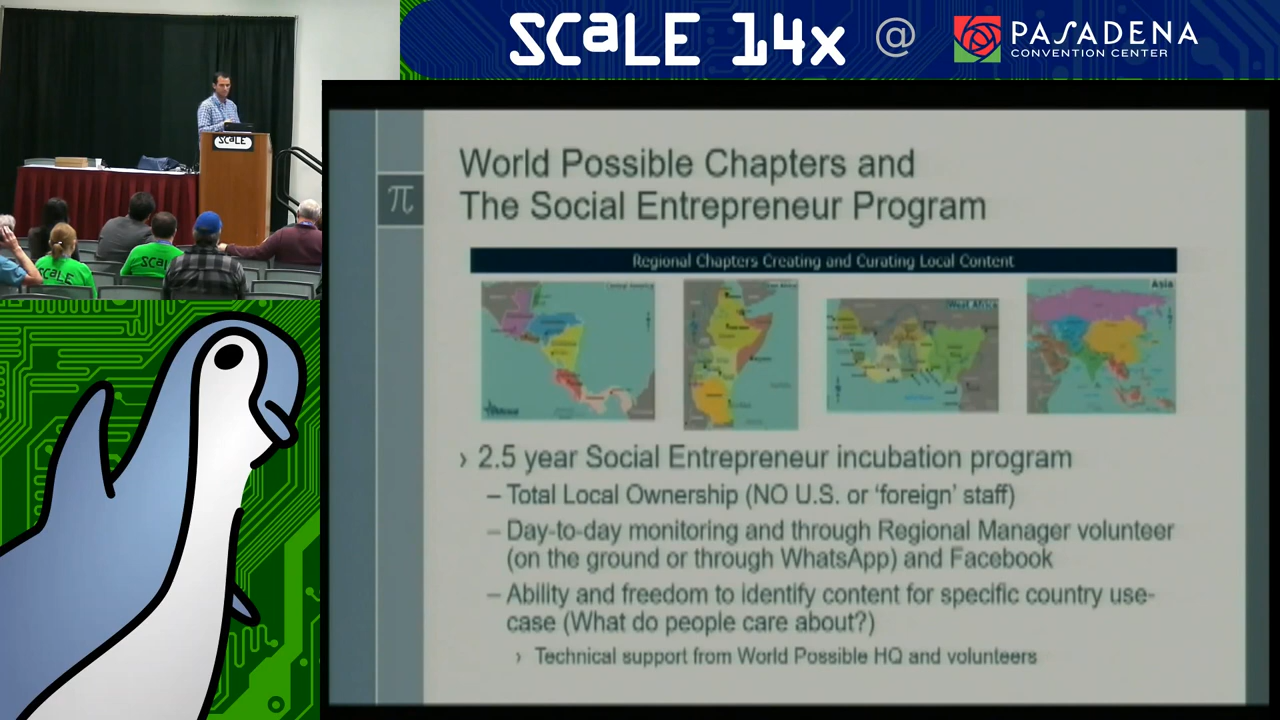 SCALE 14x @ PASADENA
CONVENTION CENTER
SCALE
SCALE
SCALE
π
World Possible Chapters and
The Social Entrepreneur Program
Regional Chapters Creating and Curating Local Content
West Africa
Asia
› 2.5 year Social Entrepreneur incubation program
– Total Local Ownership (NO U.S. or ‘foreign’ staff)
– Day-to-day monitoring and through Regional Manager volunteer
(on the ground or through WhatsApp) and Facebook
– Ability and freedom to identify content for specific country use-
case (What do people care about?)
› Technical support from World Possible HQ and volunteers